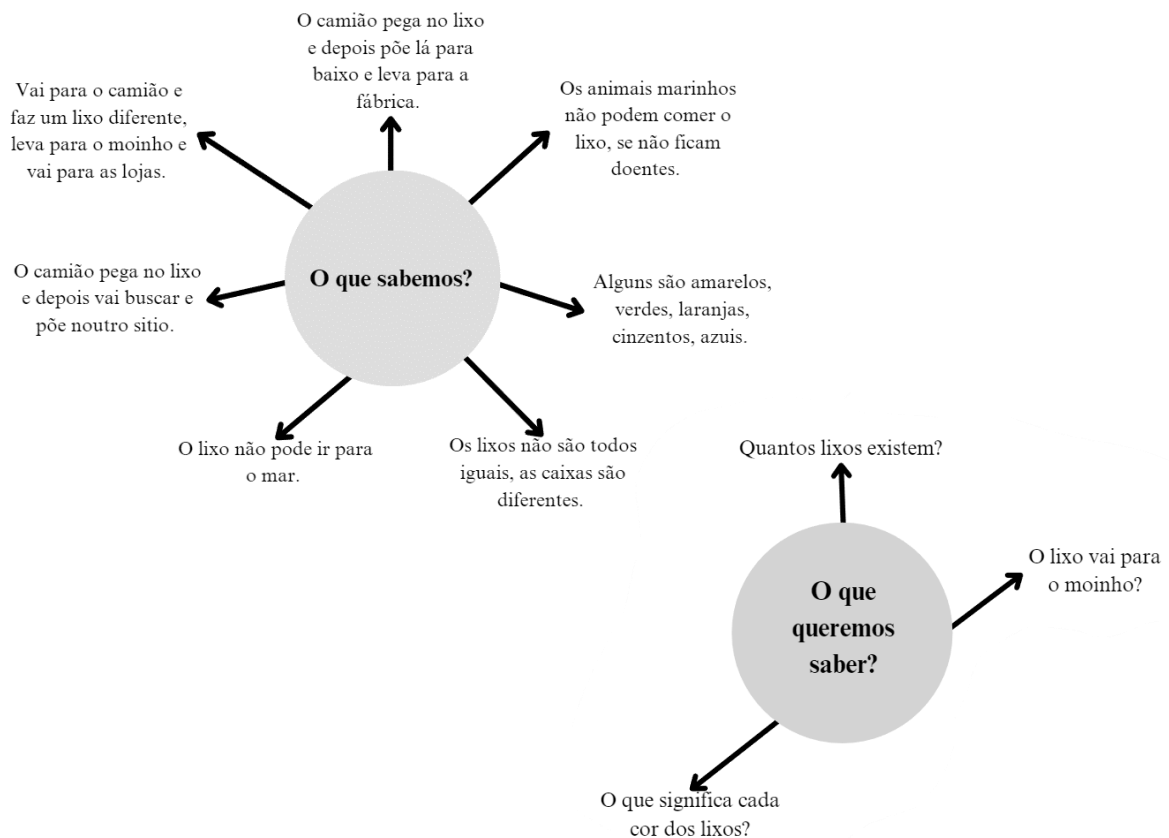 O camião pega no lixo
e depois põe lá para
baixo e leva para a
fábrica.
Vai para o camião e
faz um lixo diferente,
leva para o moinho e
vai para as lojas.
Os animais marinhos
não podem comer o
lixo, se não ficam
doentes.
O que sabemos?
O camião pega no lixo
e depois vai buscar e
põe noutro sitio.
Alguns são amarelos,
verdes, laranjas,
cinzentos, azuis.
O lixo não pode ir para
o mar.
Os lixos não são todos
iguais, as caixas são
diferentes.
Quantos lixos existem?
O que
queremos
saber?
O lixo vai para
o moinho?
O que significa cada
cor dos lixos?